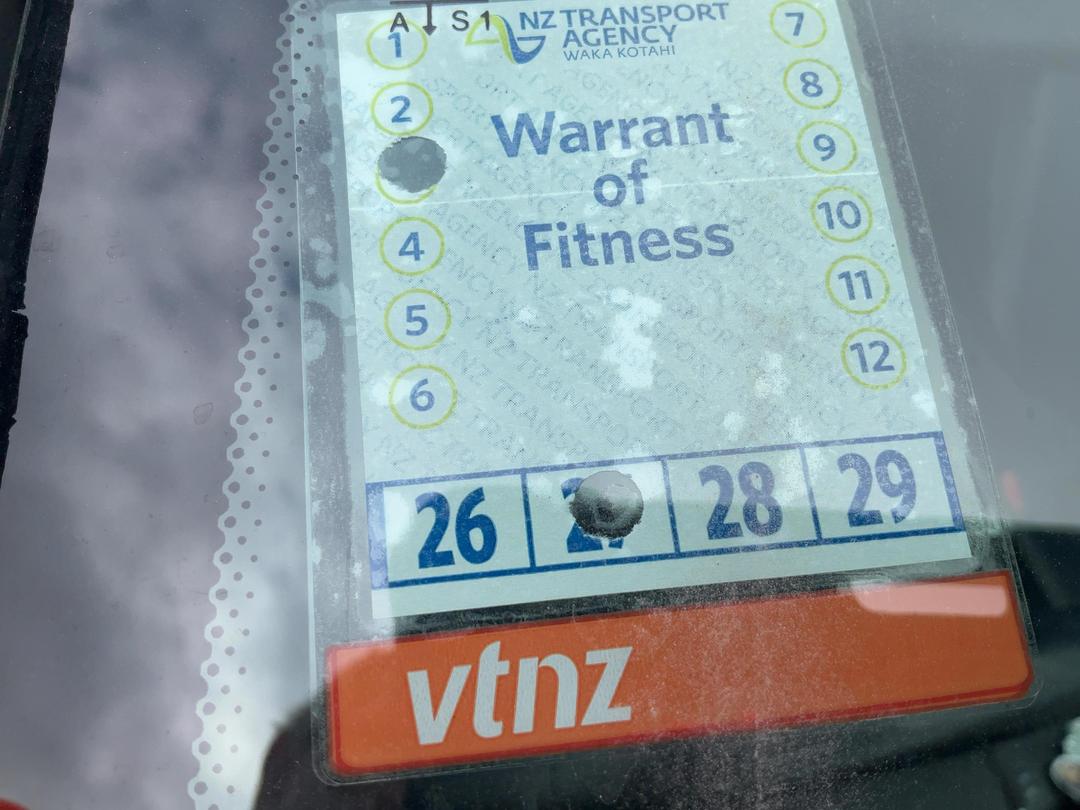 A S1
NZ TRANSPORT
AGENCY
WAKA KOTAHI
Warrant
of
Fitness
1
2
4
5
6
7
8
9
10
11
12
26 28 29
vtnz